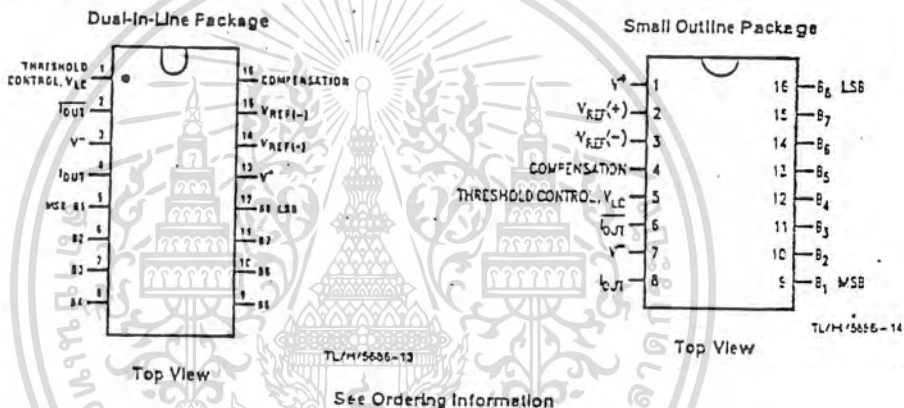 Dual-In-Line Package
THRESHOLD CONTROL, VLC 1
IOUT 2
V- 3
IOUT 4
MSB B1 5
B2 6
B3 7
B4 8
16 COMPENSATION
15 VREF(-)
14 VREF(-)
13 V+
12 B8 LSB
11 B7
10 B6
9 B5
Top View
TL/H/5686-13
Small Outline Package
V+ 1
VREF(+) 2
VREF(-) 3
COMPENSATION 4
THRESHOLD CONTROL, VLC 5
IOUT 6
V- 7
IOUT 8
16 B8 LSB
15 B7
14 B6
13 B5
12 B4
11 B3
10 B2
9 B1 MSB
Top View
TL/H/5686-14
See Ordering Information